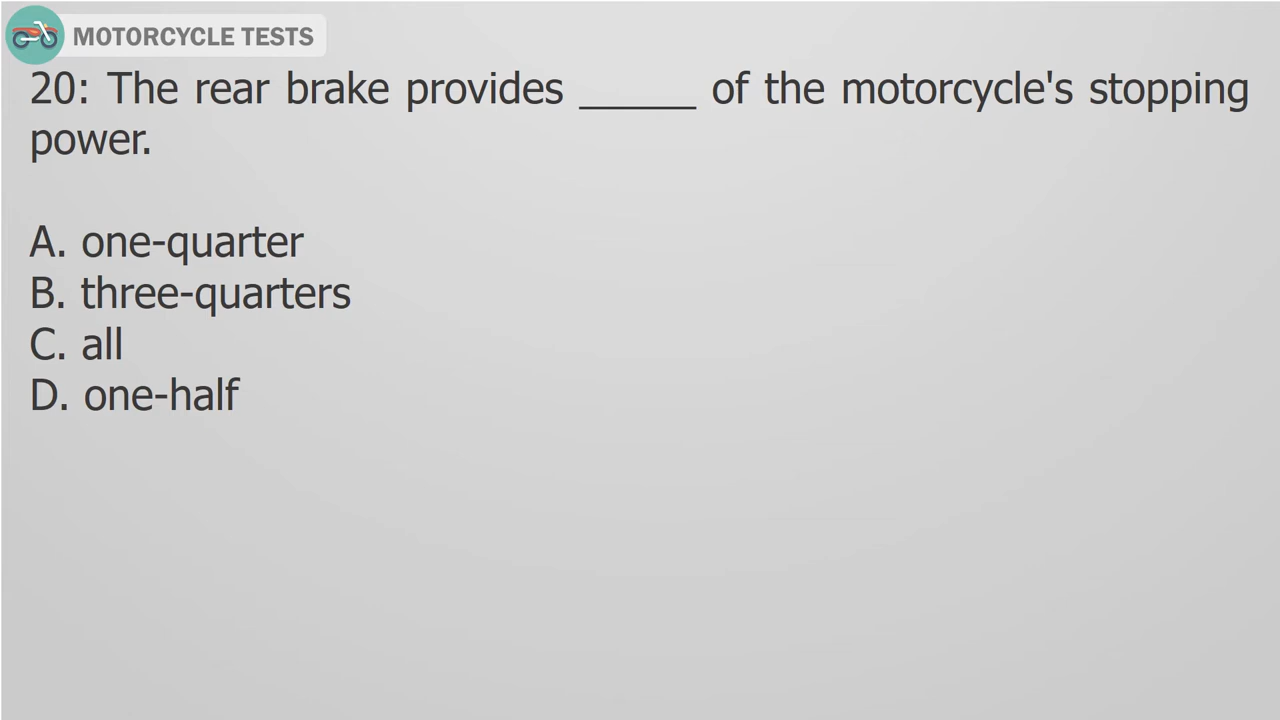 MOTORCYCLE TESTS
20: The rear brake provides _____ of the motorcycle's stopping
power.
A. one-quarter
B. three-quarters
C. all
D. one-half